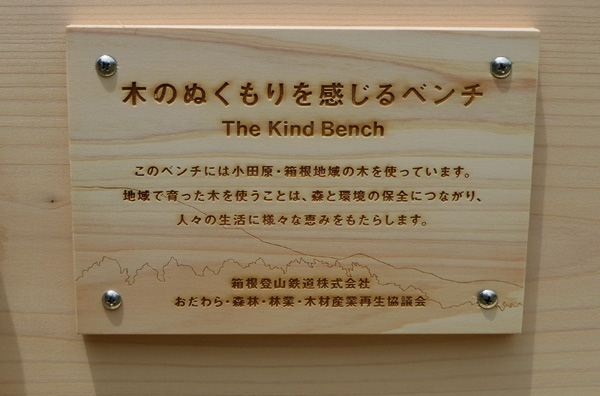 木のぬくもりを感じるベンチ
The Kind Bench
このベンチには小田原・箱根地域の木を使っています。
地域で育った木を使うことは、森と環境の保全につながり、
人々の生活に様々な恵みをもたらします。
箱根登山鉄道株式会社
おだわら・森林・林業・木材産業再生協議会